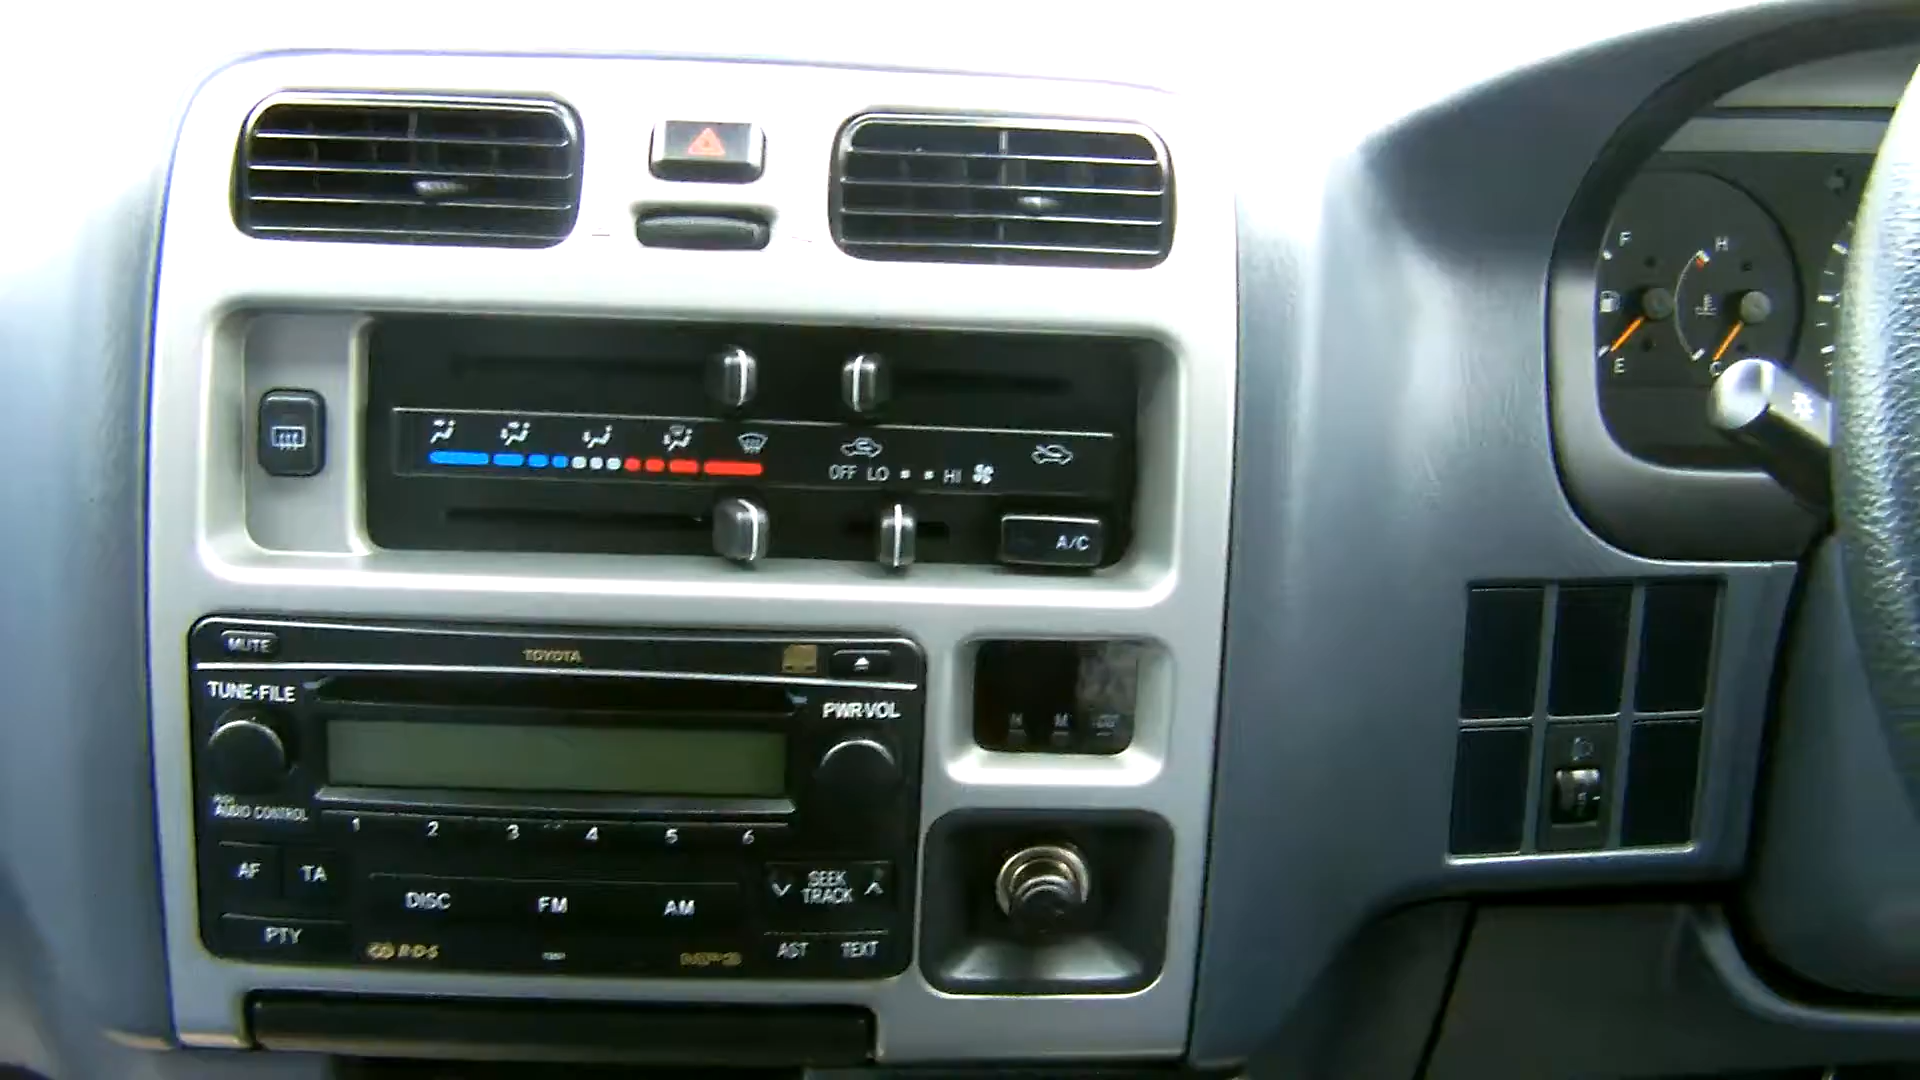 F
H
E
C
OFF LO HI
A/C
MUTE
TOYOTA
TUNE•FILE
PWR•VOL
H M
AUDIO CONTROL
1 2 3 4 5 6
AF TA
DISC FM AM
SEEK
TRACK
PTY
RDS
AST TEXT